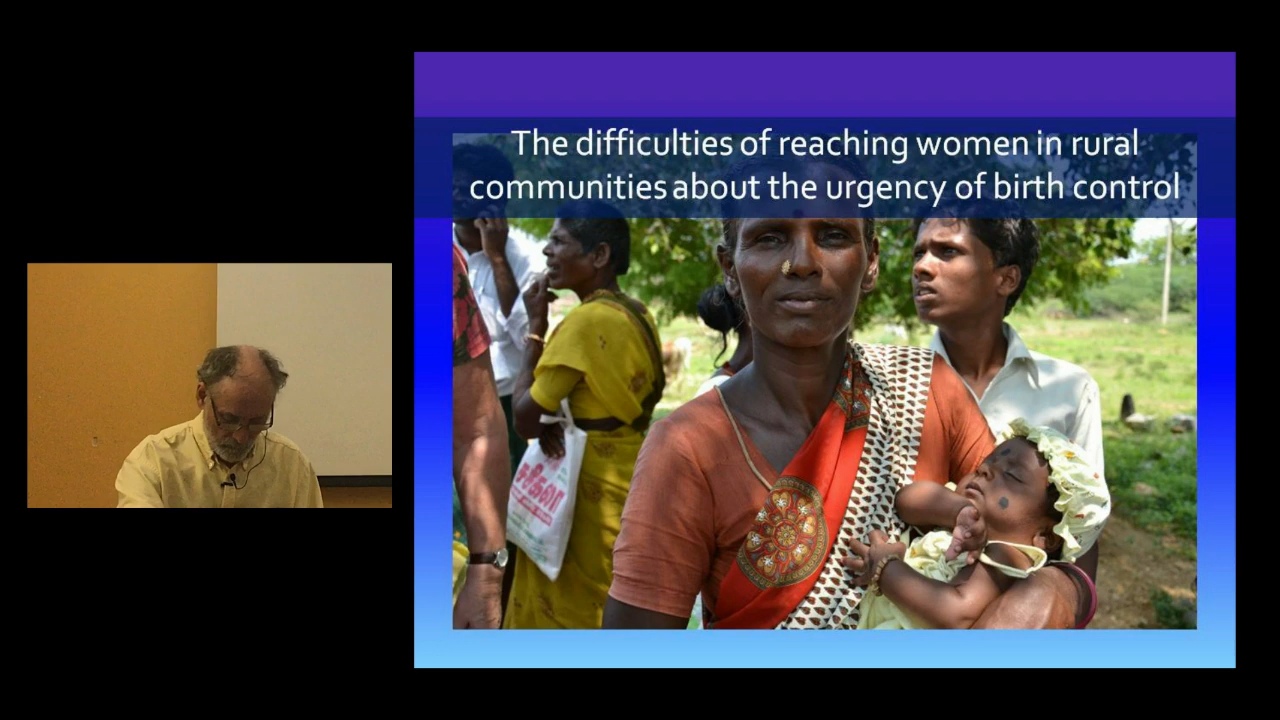 The difficulties of reaching women in rural
communities about the urgency of birth control